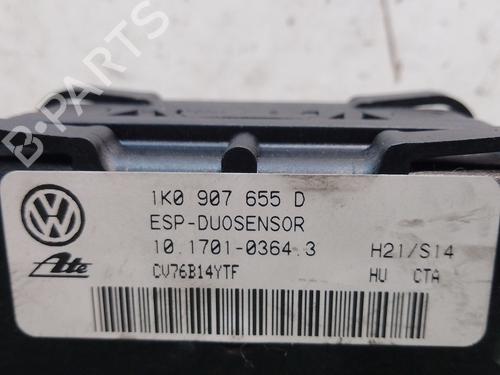 B-PARTS
1K0 907 655 D
ESP-DUOSENSOR
10.1701-0364.3 H21/S14
Ate CV76B14YTF HU CTA